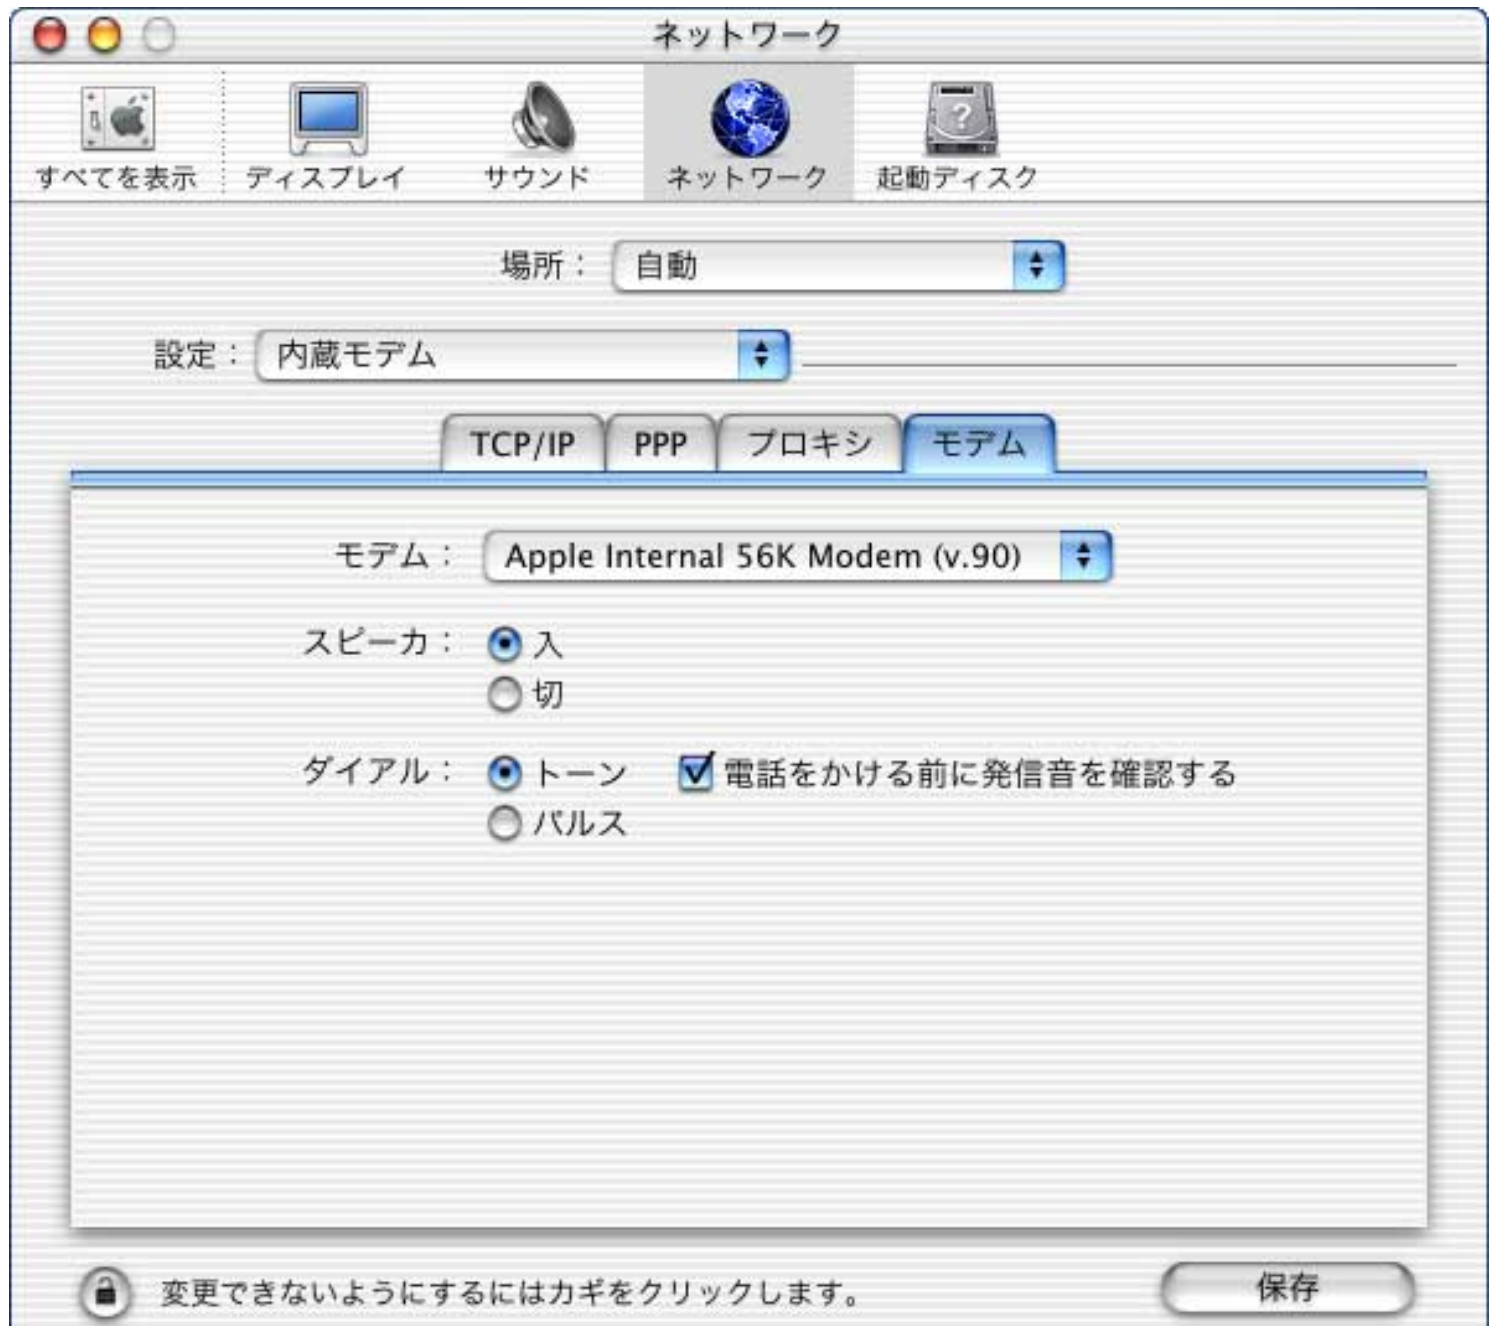 ネットワーク
すべてを表示 ディスプレイ サウンド ネットワーク 起動ディスク
場所： 自動
設定： 内蔵モデム
TCP/IP PPP プロキシ モデム
モデム： Apple Internal 56K Modem (v.90)
スピーカ： 入
切
ダイアル： トーン 電話をかける前に発信音を確認する
パルス
変更できないようにするにはカギをクリックします。 保存